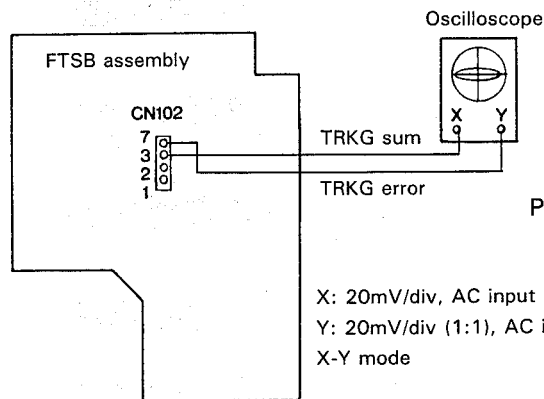 Oscilloscope
FTSB assembly
CN102
X Y
7
3
2
1
TRKG sum
TRKG error
P
X: 20mV/div, AC input
Y: 20mV/div (1:1), AC
X-Y mode